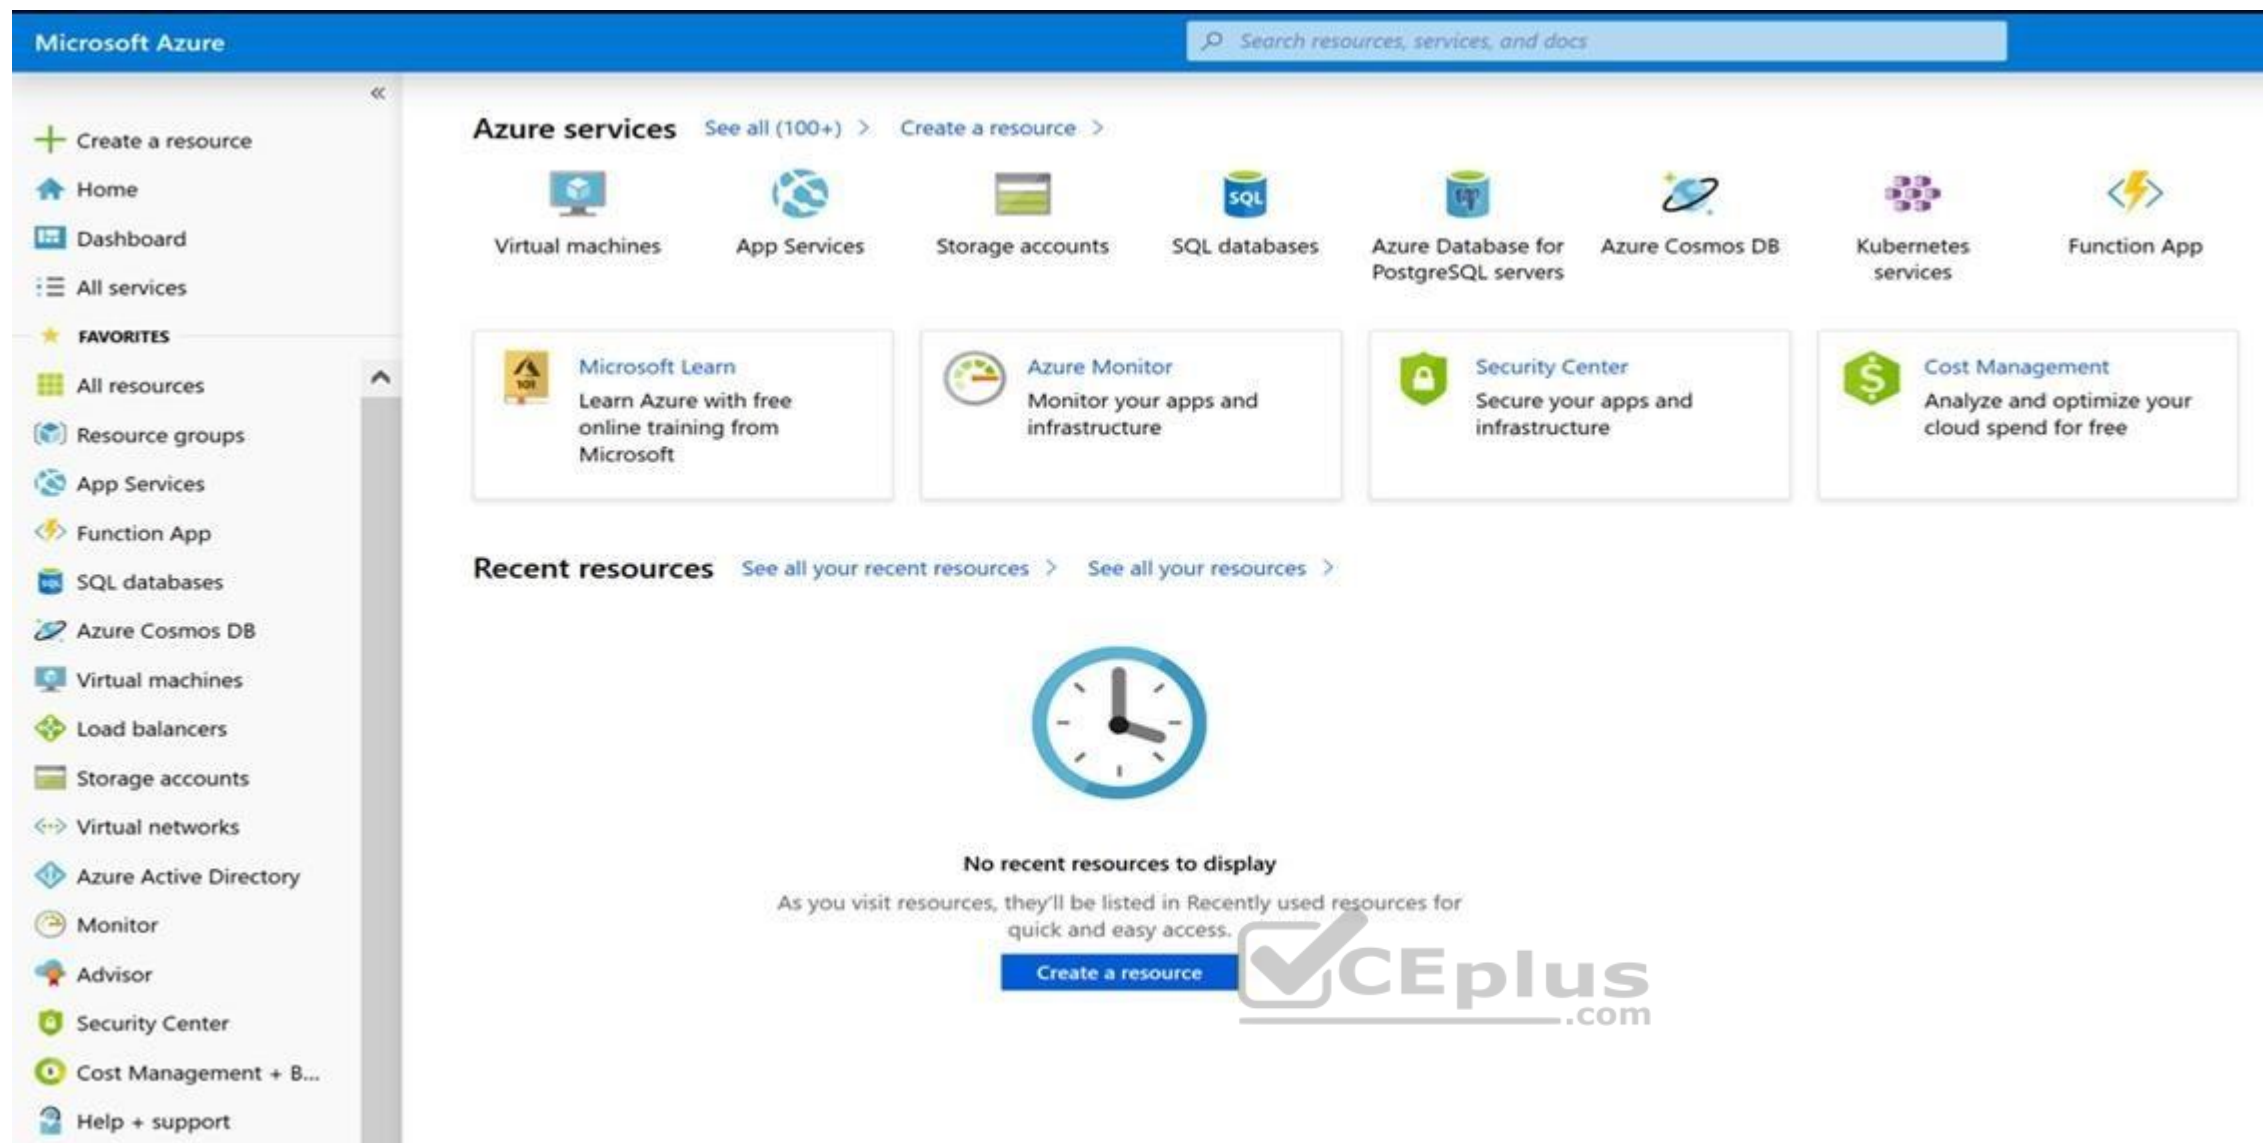 Microsoft Azure
Search resources, services, and docs
«
Create a resource
Home
Dashboard
All services
FAVORITES
All resources
Resource groups
App Services
Function App
SQL databases
Azure Cosmos DB
Virtual machines
Load balancers
Storage accounts
Virtual networks
Azure Active Directory
Monitor
Advisor
Security Center
Cost Management + B...
Help + support
Azure services See all (100+) > Create a resource >
Virtual machines
App Services
Storage accounts
SQL
SQL databases
Azure Database for
PostgreSQL servers
Azure Cosmos DB
Kubernetes
services
Function App
101
Microsoft Learn
Learn Azure with free
online training from
Microsoft
Azure Monitor
Monitor your apps and
infrastructure
Security Center
Secure your apps and
infrastructure
$
Cost Management
Analyze and optimize your
cloud spend for free
Recent resources See all your recent resources > See all your resources >
No recent resources to display
As you visit resources, they'll be listed in Recently used resources for
quick and easy access.
Create a resource
VCEplus
.com